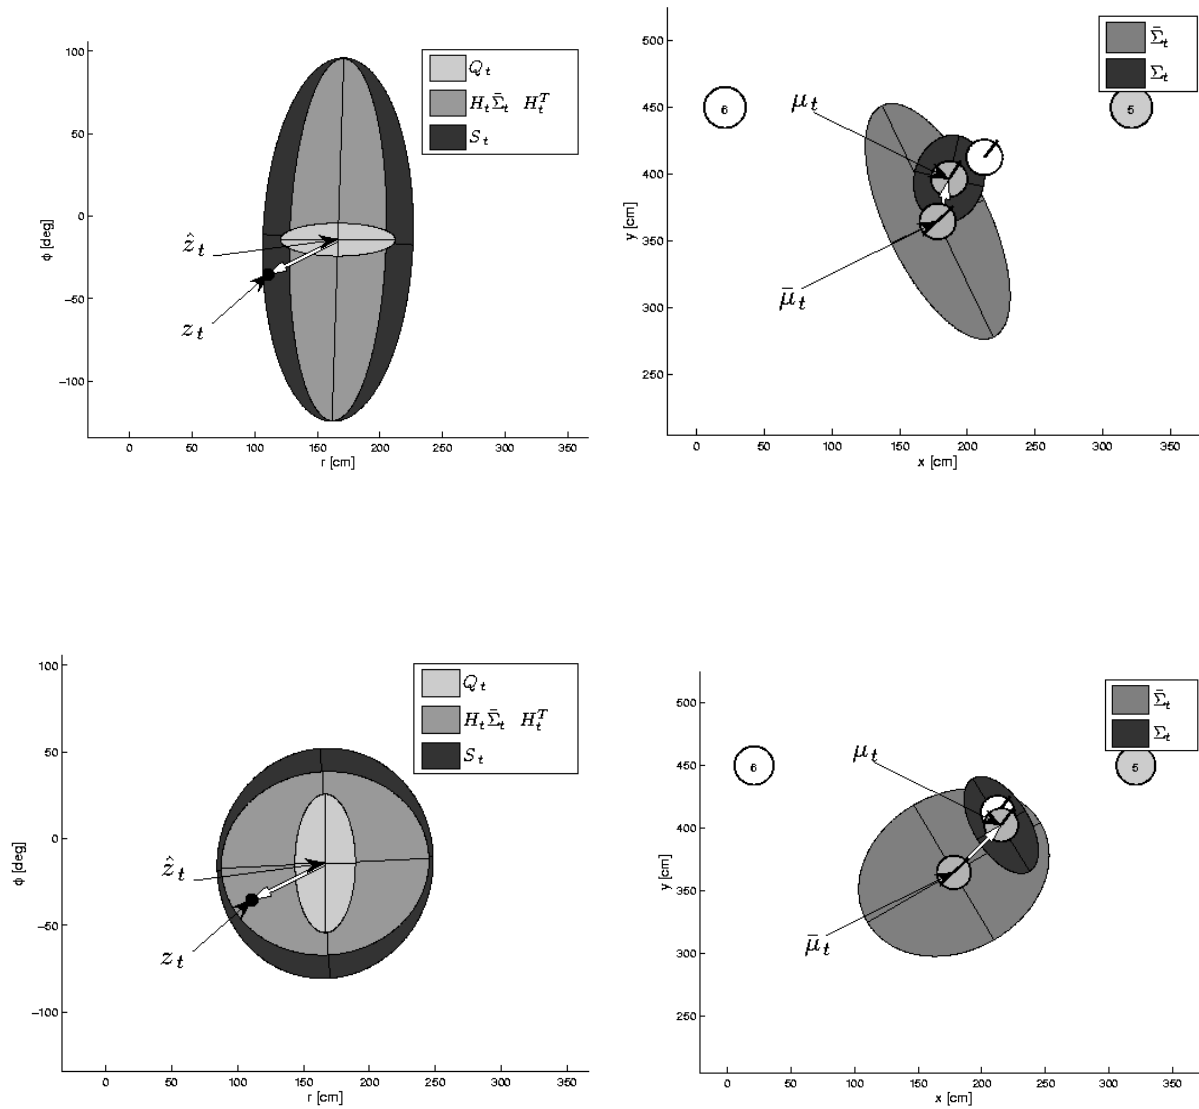 Q_t
H_t Σ̄_t H_t^T
S_t
100
50
0
−50
−100
ϕ [deg]
ẑ_t
z_t
0 50 100 150 200 250 300 350
r [cm]
Σ̄_t
Σ_t
500
450
400
350
300
250
y [cm]
6
5
μ_t
μ̄_t
0 50 100 150 200 250 300 350
x [cm]
Q_t
H_t Σ̄_t H_t^T
S_t
100
50
0
−50
−100
ϕ [deg]
ẑ_t
z_t
0 50 100 150 200 250 300 350
r [cm]
Σ̄_t
Σ_t
500
450
400
350
300
250
y [cm]
6
5
μ_t
μ̄_t
0 50 100 150 200 250 300 350
x [cm]